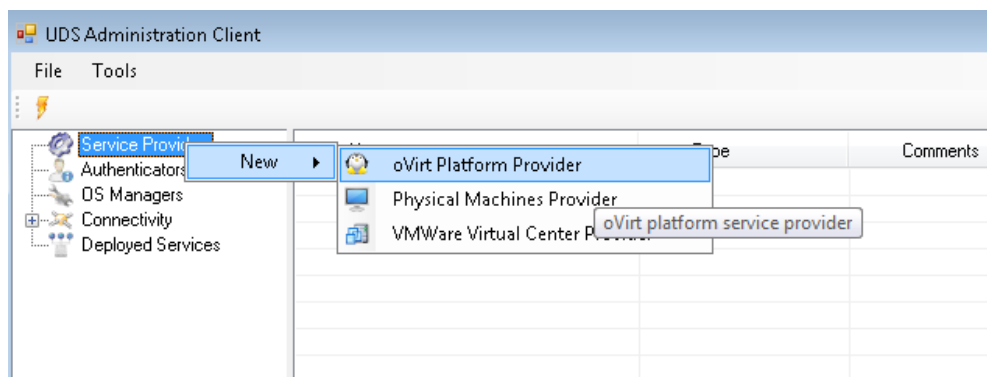 UDS Administration Client
File Tools
Service Provid
Authenticators
OS Managers
Connectivity
Deployed Services
New
oVirt Platform Provider
Physical Machines Provider
VMWare Virtual Center P
oVirt platform service provider
Comments